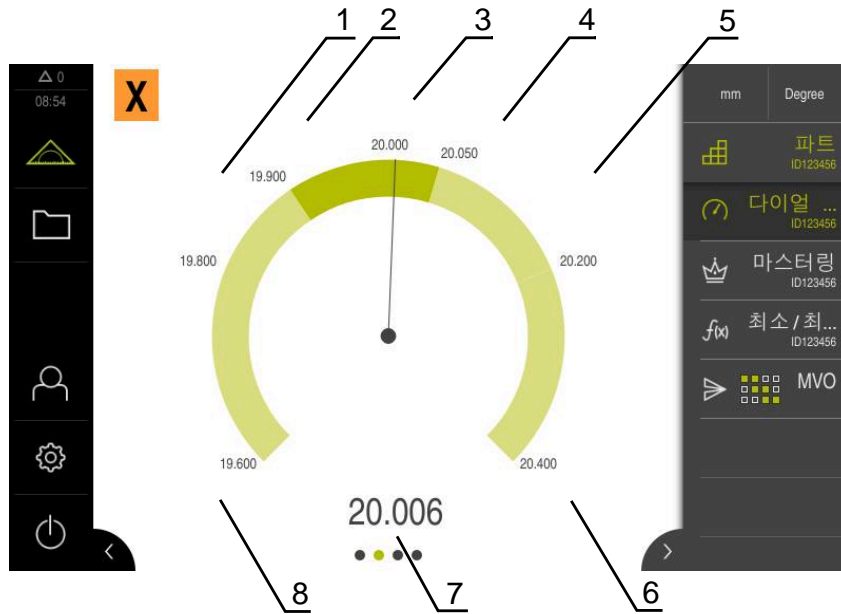 1 2 3 4 5
0
08:54
X
mm Degree
파트
ID123456
다이얼 ...
ID123456
마스터링
ID123456
최소/최...
ID123456
f(x)
MVO
20.000
20.050
19.900
19.800
20.200
19.600
20.400
20.006
8 7 6